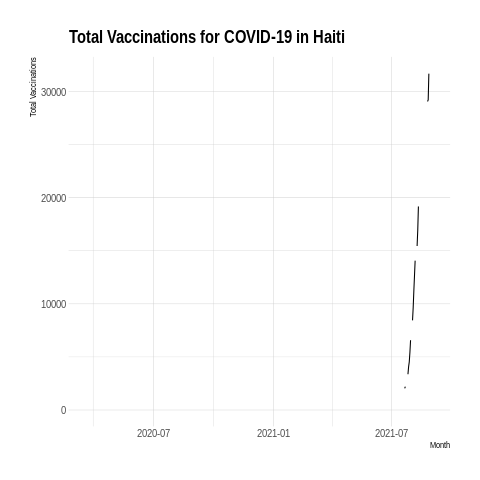 Total Vaccinations for COVID-19 in Haiti
Total Vaccinations
30000
20000
10000
0
2020-07
2021-01
2021-07
Month